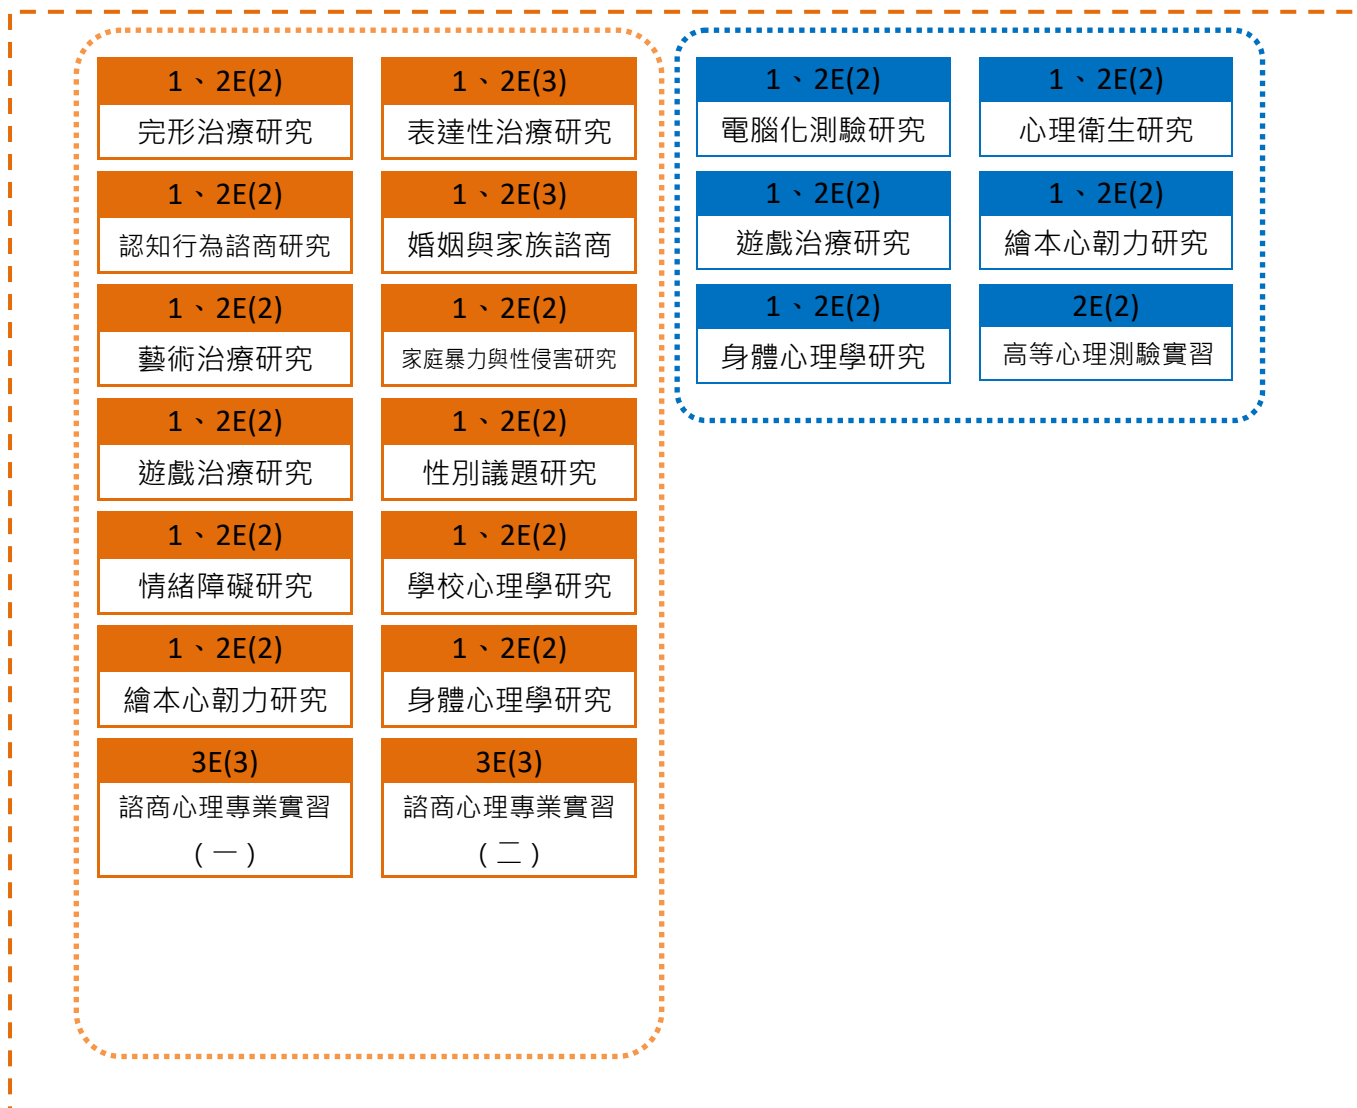 1、2E(2)
完形治療研究
1、2E(3)
表達性治療研究
1、2E(2)
認知行為諮商研究
1、2E(3)
婚姻與家族諮商
1、2E(2)
藝術治療研究
1、2E(2)
家庭暴力與性侵害研究
1、2E(2)
遊戲治療研究
1、2E(2)
性別議題研究
1、2E(2)
情緒障礙研究
1、2E(2)
學校心理學研究
1、2E(2)
繪本心韌力研究
1、2E(2)
身體心理學研究
3E(3)
諮商心理專業實習
(一)
3E(3)
諮商心理專業實習
(二)
1、2E(2)
電腦化測驗研究
1、2E(2)
心理衛生研究
1、2E(2)
遊戲治療研究
1、2E(2)
繪本心韌力研究
1、2E(2)
身體心理學研究
2E(2)
高等心理測驗實習